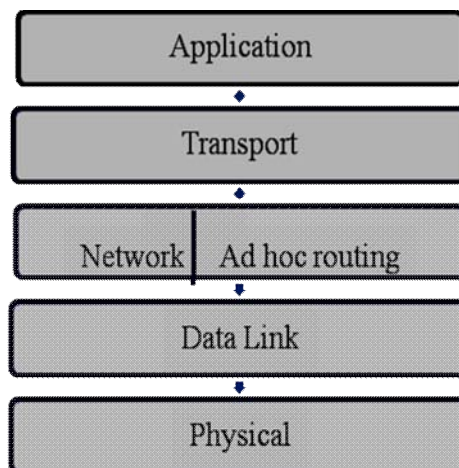 Application
Transport
Network Ad hoc routing
Data Link
Physical